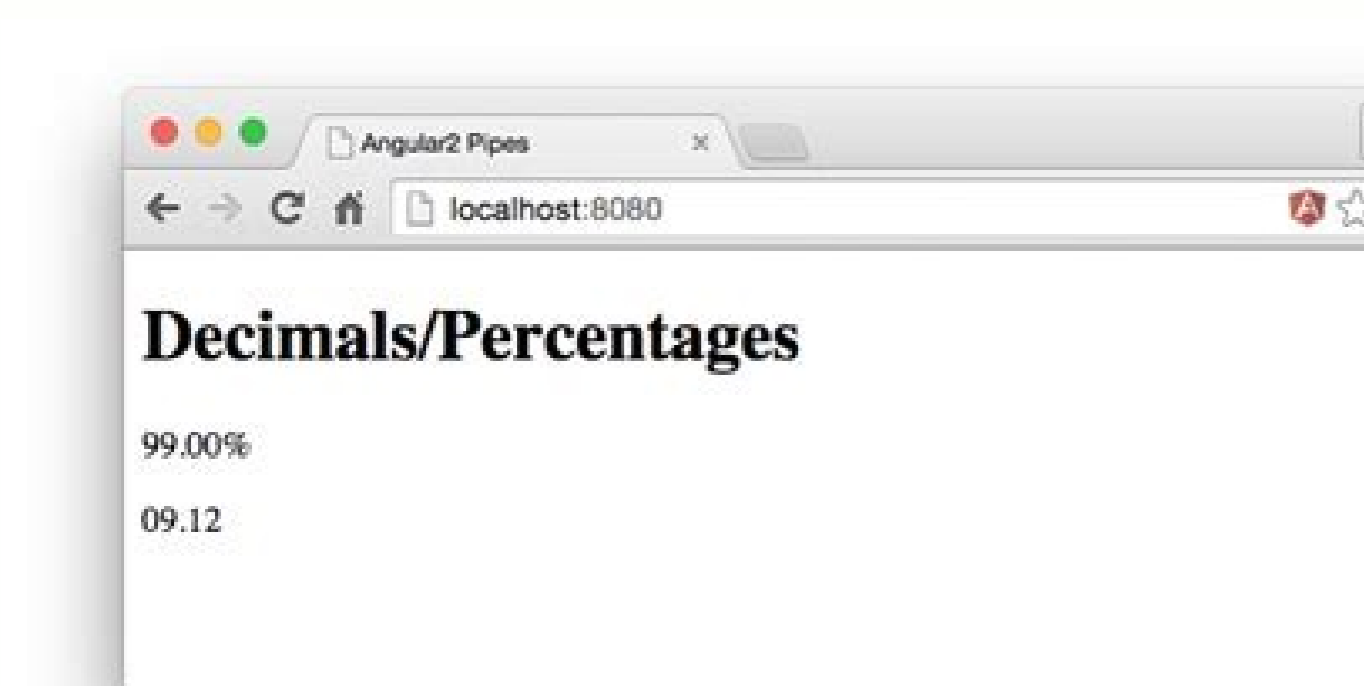 Angular2 Pipes
localhost:8080
Decimals/Percentages
99.00%
09.12